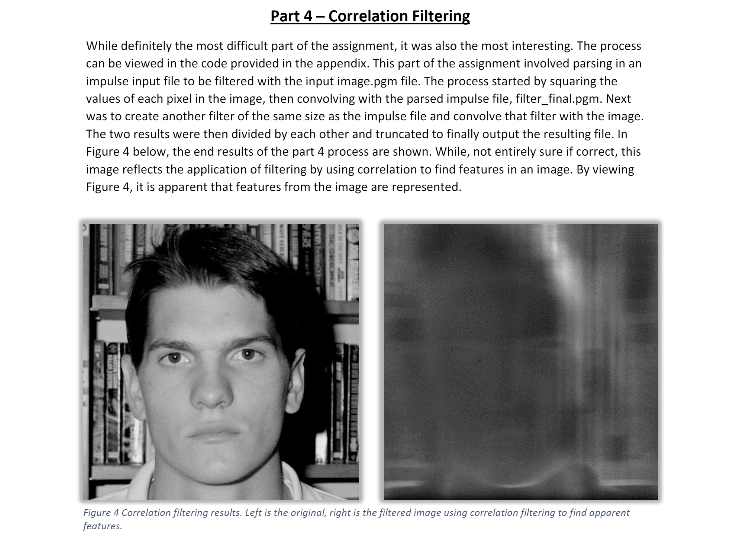 Part 4 – Correlation Filtering
While definitely the most difficult part of the assignment, it was also the most interesting. The process
can be viewed in the code provided in the appendix. This part of the assignment involved parsing in an
impulse input file to be filtered with the input image.pgm file. The process started by squaring the
values of each pixel in the image, then convolving with the parsed impulse file, filter_final.pgm. Next
was to create another filter of the same size as the impulse file and convolve that filter with the image.
The two results were then divided by each other and truncated to finally output the resulting file. In
Figure 4 below, the end results of the part 4 process are shown. While, not entirely sure if correct, this
image reflects the application of filtering by using correlation to find features in an image. By viewing
Figure 4, it is apparent that features from the image are represented.
Figure 4 Correlation filtering results. Left is the original, right is the filtered image using correlation filtering to find apparent
features.